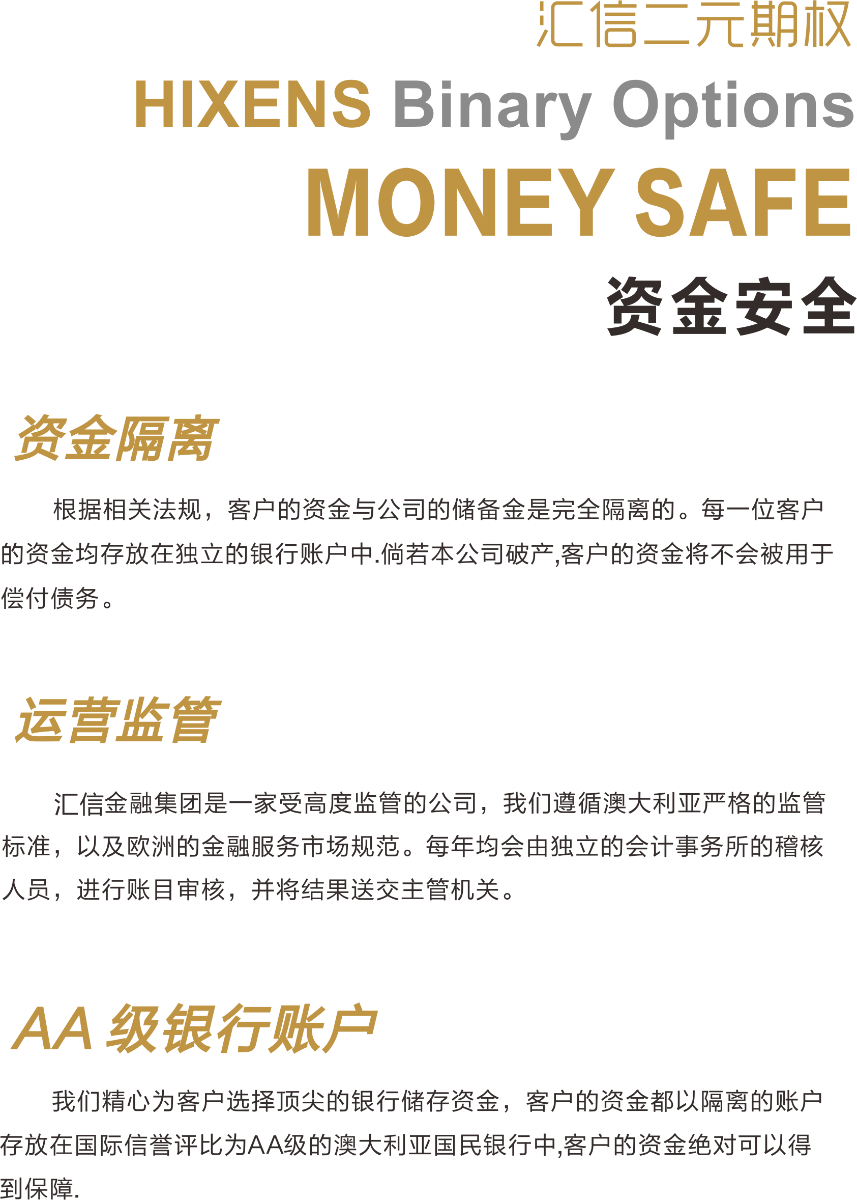 汇信二元期权
HIXENS Binary Options
MONEY SAFE
资金安全
资金隔离
根据相关法规，客户的资金与公司的储备金是完全隔离的。每一位客户
的资金均存放在独立的银行账户中.倘若本公司破产,客户的资金将不会被用于
偿付债务。
运营监管
汇信金融集团是一家受高度监管的公司，我们遵循澳大利亚严格的监管
标准，以及欧洲的金融服务市场规范。每年均会由独立的会计事务所的稽核
人员，进行账目审核，并将结果送交主管机关。
AA 级银行账户
我们精心为客户选择顶尖的银行储存资金，客户的资金都以隔离的账户
存放在国际信誉评比为AA级的澳大利亚国民银行中,客户的资金绝对可以得
到保障.